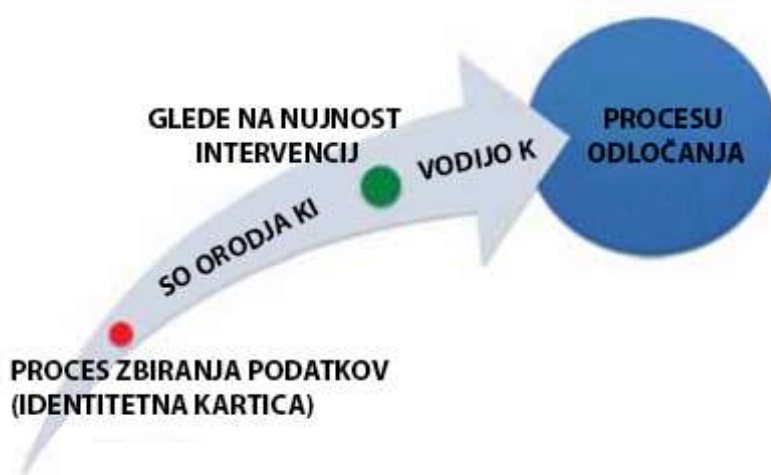 GLEDE NA NUJNOST
INTERVENCIJ
PROCESU
ODLOČANJA
VODIJO K
SO ORODJA KI
PROCES ZBIRANJA PODATKOV
(IDENTITETNA KARTICA)